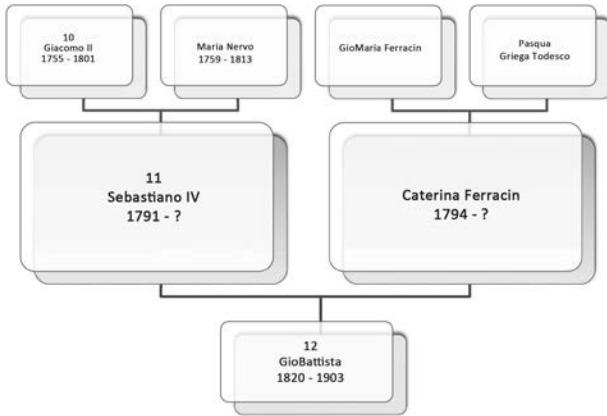 10
Giacomo II
1755 - 1801
Maria Nervo
1759 - 1813
GioMaria Ferracin
Pasqua
Griega Todesco
11
Sebastiano IV
1791 - ?
Caterina Ferracin
1794 - ?
12
GioBattista
1820 - 1903